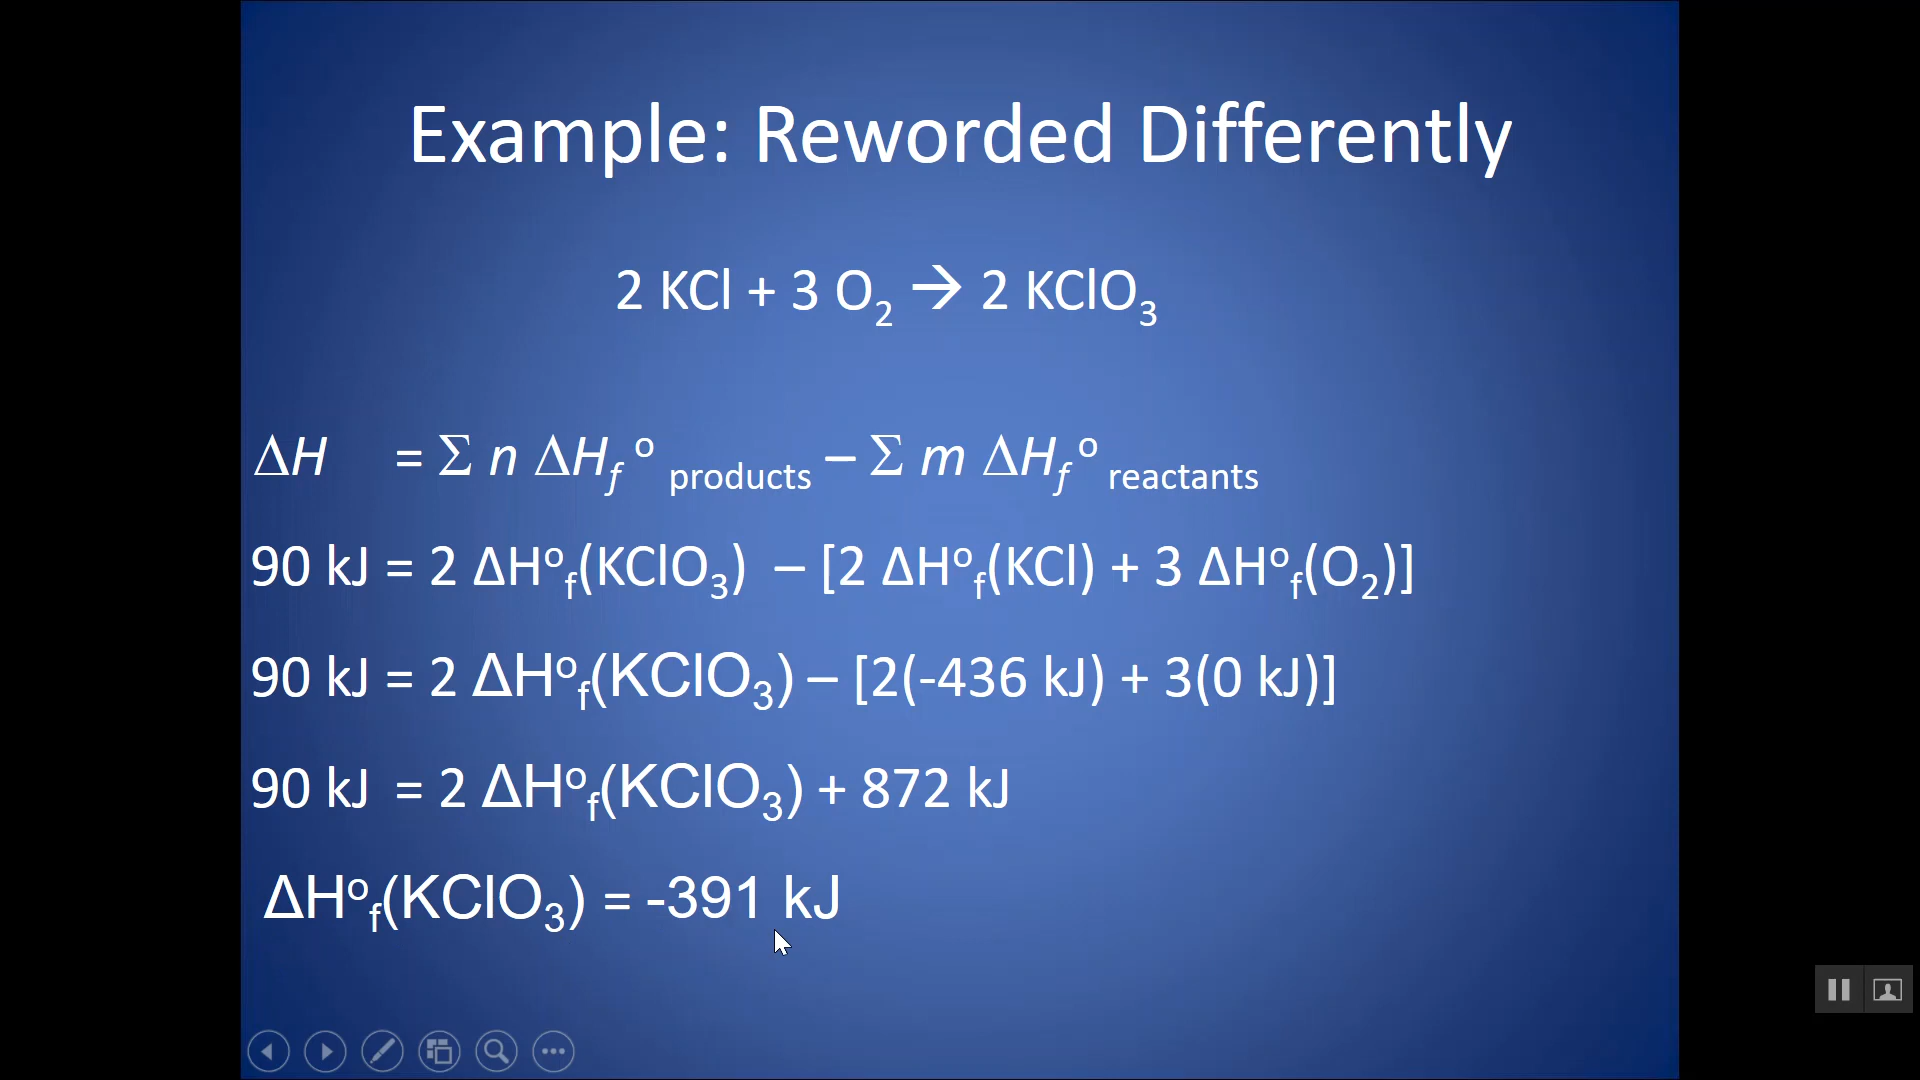 Example: Reworded Differently
2 KCl + 3 O₂ → 2 KClO₃
ΔH = Σ n ΔH_f ° products – Σ m ΔH_f ° reactants
90 kJ = 2 ΔH°f(KClO₃) – [2 ΔH°f(KCl) + 3 ΔH°f(O₂)]
90 kJ = 2 ΔH°f(KClO₃) – [2(-436 kJ) + 3(0 kJ)]
90 kJ = 2 ΔH°f(KClO₃) + 872 kJ
ΔH°f(KClO₃) = -391 kJ